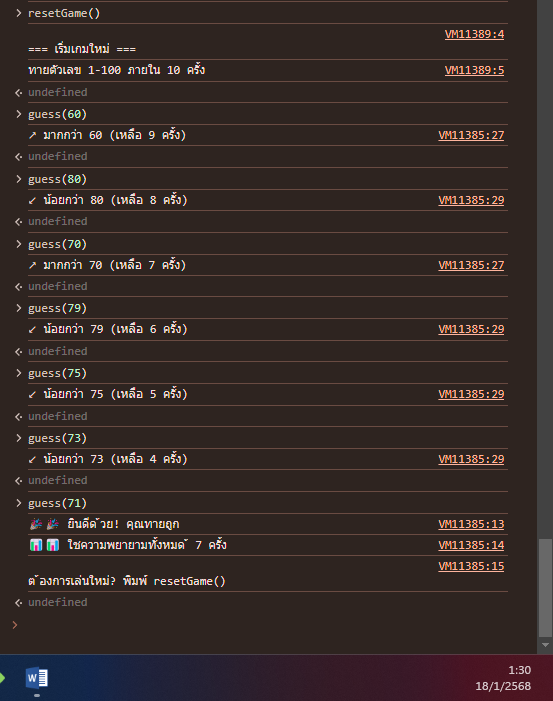 resetGame()
VM11389:4
=== เริ่มเกมใหม่ ===
ทายตัวเลข 1-100 ภายใน 10 ครั้ง VM11389:5
undefined
guess(60)
↗ มากกว่า 60 (เหลือ 9 ครั้ง) VM11385:27
undefined
guess(80)
↙ น้อยกว่า 80 (เหลือ 8 ครั้ง) VM11385:29
undefined
guess(70)
↗ มากกว่า 70 (เหลือ 7 ครั้ง) VM11385:27
undefined
guess(79)
↙ น้อยกว่า 79 (เหลือ 6 ครั้ง) VM11385:29
undefined
guess(75)
↙ น้อยกว่า 75 (เหลือ 5 ครั้ง) VM11385:29
undefined
guess(73)
↙ น้อยกว่า 73 (เหลือ 4 ครั้ง) VM11385:29
undefined
guess(71)
🎉🎉 ยินดีด้วย! คุณทายถูก VM11385:13
📊📊 ใช้ความพยายามทั้งหมด 7 ครั้ง VM11385:14
VM11385:15
ต้องการเล่นใหม่? พิมพ์ resetGame()
undefined
1:30
18/1/2568